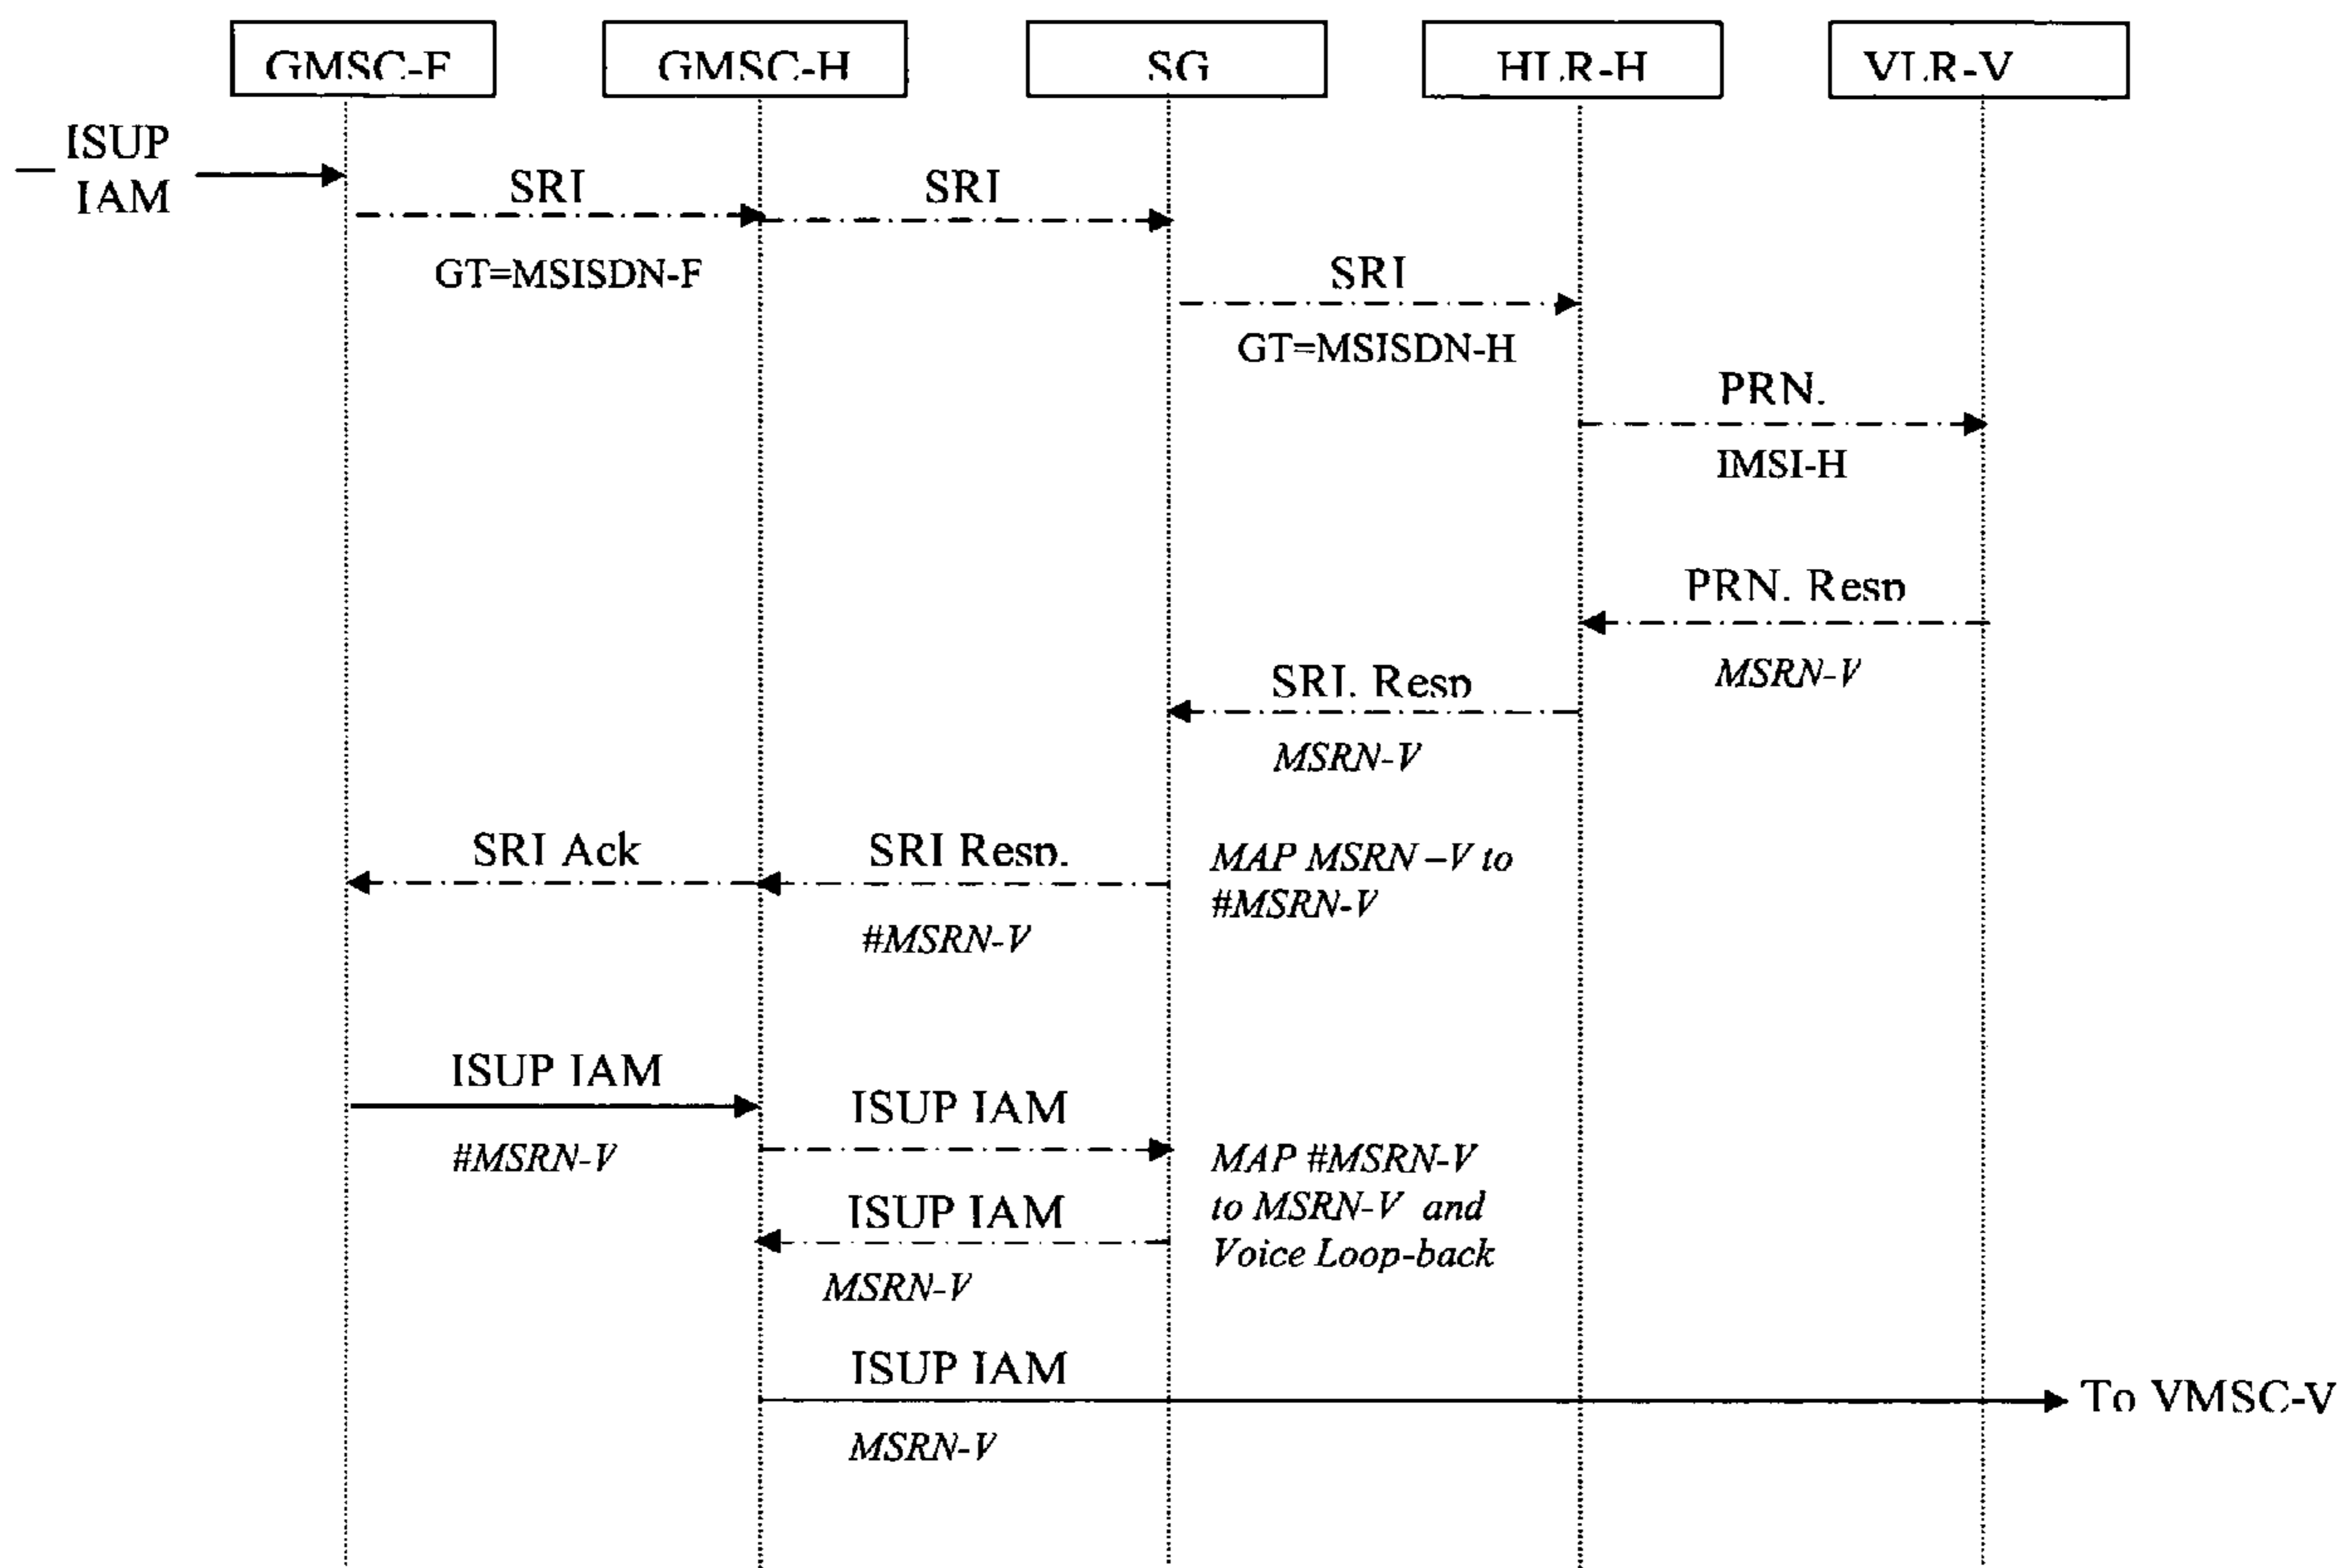 GMSC-F
GMSC-H
SG
HLR-H
VLR-V
ISUP
IAM
SRI
SRI
GT=MSISDN-F
SRI
GT=MSISDN-H
PRN.
IMSI-H
PRN. Resp
MSRN-V
SRI. Resp
MSRN-V
SRI Ack
SRI Resp.
MAP MSRN –V to
#MSRN-V
#MSRN-V
ISUP IAM
#MSRN-V
ISUP IAM
MAP #MSRN-V
to MSRN-V and
Voice Loop-back
ISUP IAM
MSRN-V
ISUP IAM
To VMSC-V
MSRN-V